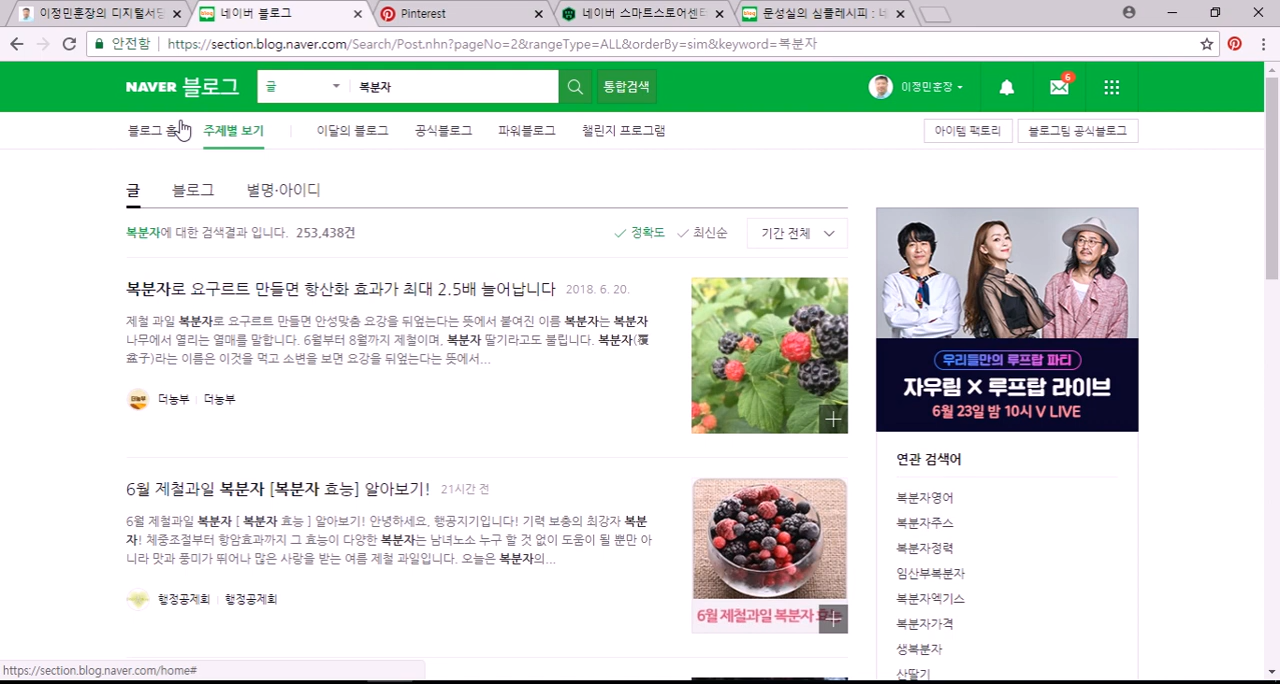 이정민훈장의 디지털서당
네이버 블로그
Pinterest
네이버 스마트스토어센터
문성실의 심플레시피 : 네
안전함 https://section.blog.naver.com/Search/Post.nhn?pageNo=2&rangeType=ALL&orderBy=sim&keyword=복분자
NAVER 블로그 글 복분자 통합검색 이정민훈장 6
블로그 홈 주제별 보기 이달의 블로그 공식블로그 파워블로그 챌린지 프로그램 아이템 팩토리 블로그팀 공식블로그
글 블로그 별명·아이디
복분자에 대한 검색결과 입니다. 253,438건 정확도 최신순 기간 전체
복분자로 요구르트 만들면 항산화 효과가 최대 2.5배 늘어납니다 2018. 6. 20.
제철 과일 복분자로 요구르트 만들면 안성맞춤 요강을 뒤엎는다는 뜻에서 붙여진 이름 복분자는 복분자
나무에서 열리는 열매를 말합니다. 6월부터 8월까지 제철이며, 복분자 딸기라고도 불립니다. 복분자(覆
盆子)라는 이름은 이것을 먹고 소변을 보면 요강을 뒤엎는다는 뜻에서...
더농부 더농부
6월 제철과일 복분자 [복분자 효능] 알아보기! 21시간 전
6월 제철과일 복분자 [ 복분자 효능 ] 알아보기! 안녕하세요, 행공지기입니다! 기력 보충의 최강자 복분
자! 체중조절부터 항암효과까지 그 효능이 다양한 복분자는 남녀노소 누구 할 것 없이 도움이 될 뿐만 아
니라 맛과 풍미가 뛰어나 많은 사랑을 받는 여름 제철 과일입니다. 오늘은 복분자의...
행정공제회 행정공제회
6월 제철과일 복분자 효능
우리들만의 루프탑 파티
자우림 X 루프탑 라이브
6월 23일 밤 10시 V LIVE
연관 검색어
복분자영어
복분자주스
복분자정력
임산부복분자
복분자엑기스
복분자가격
생복분자
산딸기
https://section.blog.naver.com/home#